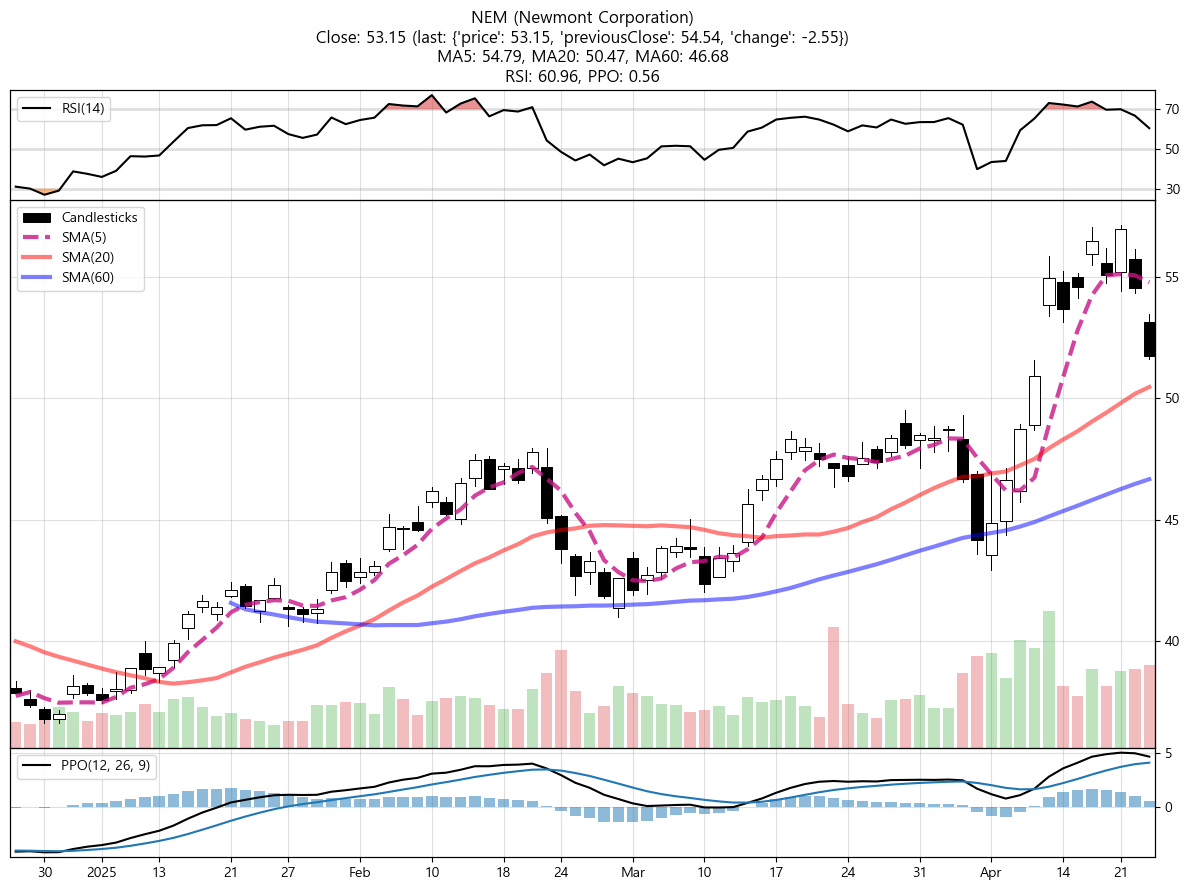 NEM (Newmont Corporation)
Close: 53.15 (last: {'price': 53.15, 'previousClose': 54.54, 'change': -2.55})
MA5: 54.79, MA20: 50.47, MA60: 46.68
RSI: 60.96, PPO: 0.56
RSI(14)
70
50
30
Candlesticks
SMA(5)
SMA(20)
SMA(60)
55
50
45
40
PPO(12, 26, 9)
5
0
30 2025 13 21 27 Feb 10 18 24 Mar 10 17 24 31 Apr 14 21